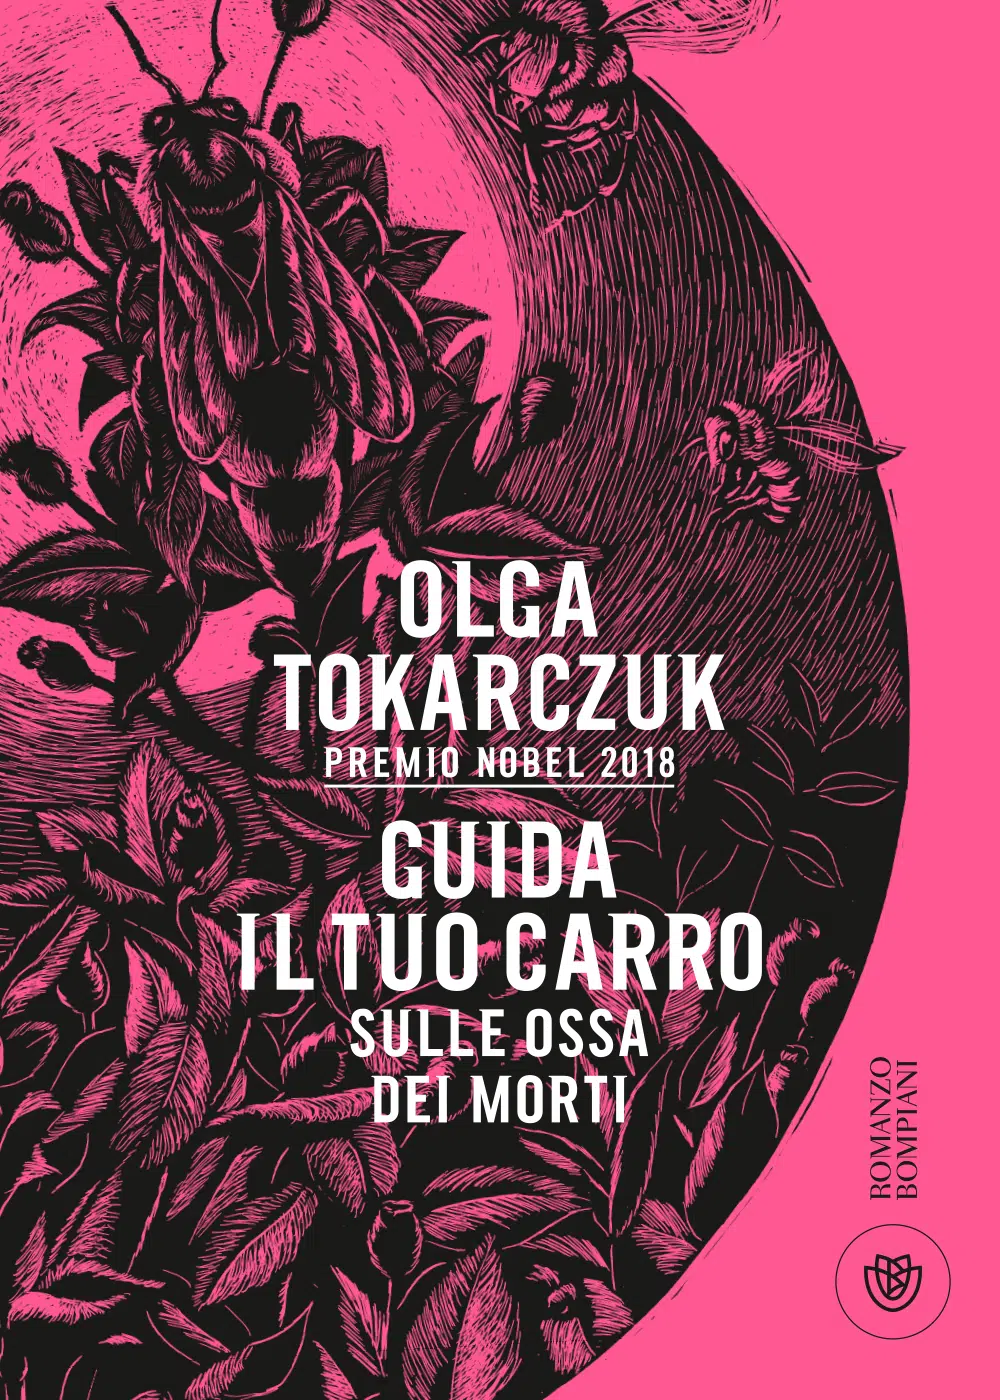 OLGA
TOKARCZUK
PREMIO NOBEL 2018
GUIDA
IL TUO CARRO
SULLE OSSA
DEI MORTI
ROMANZO
BOMPIANI